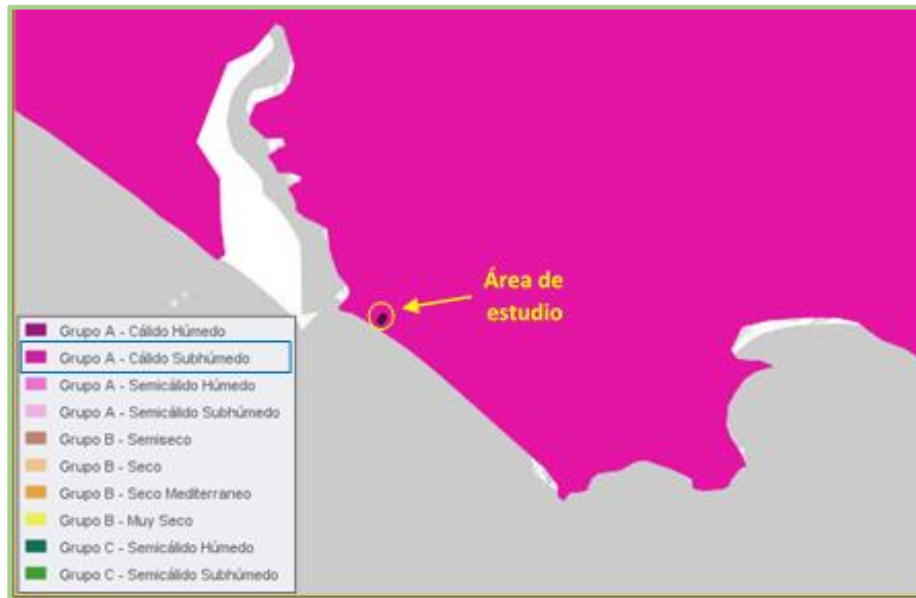 Área de
estudio
Grupo A - Cálido Húmedo
Grupo A - Cálido Subhúmedo
Grupo A - Semicálido Húmedo
Grupo A - Semicálido Subhúmedo
Grupo B - Semiseco
Grupo B - Seco
Grupo B - Seco Mediterraneo
Grupo B - Muy Seco
Grupo C - Semicálido Húmedo
Grupo C - Semicálido Subhúmedo